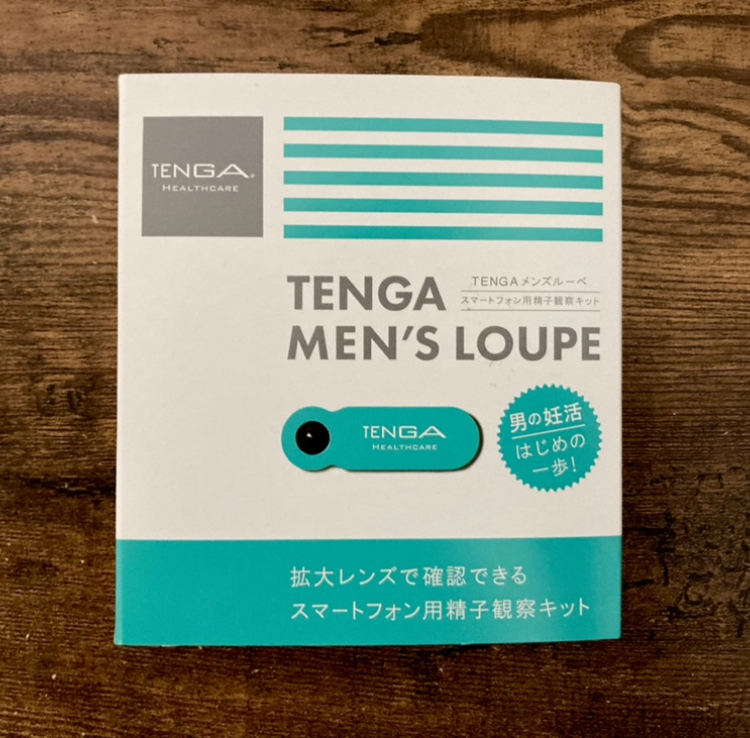 TENGA®
HEALTHCARE
TENGA
TENGAメンズルーペ
スマートフォン用精子観察キット
MEN'S LOUPE
TENGA
HEALTHCARE
男の妊活
はじめの
一歩!
拡大レンズで確認できる
スマートフォン用精子観察キット